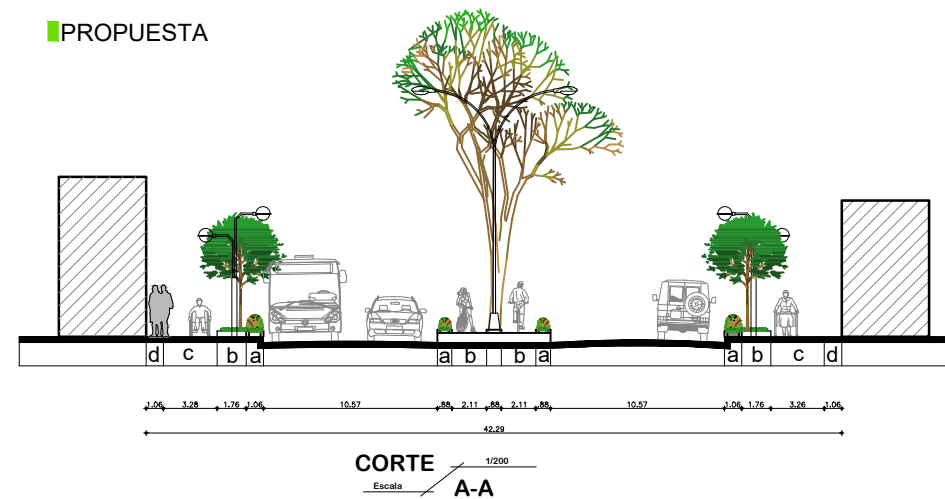 PROPUESTA
d c b a a b b a a b c d
1.06 3.28 1.76 1.06 10.57 .88 2.11 .88 2.11 .88 10.57 1.06 1.76 3.26 1.06
42.29
CORTE 1/200
Escala A-A